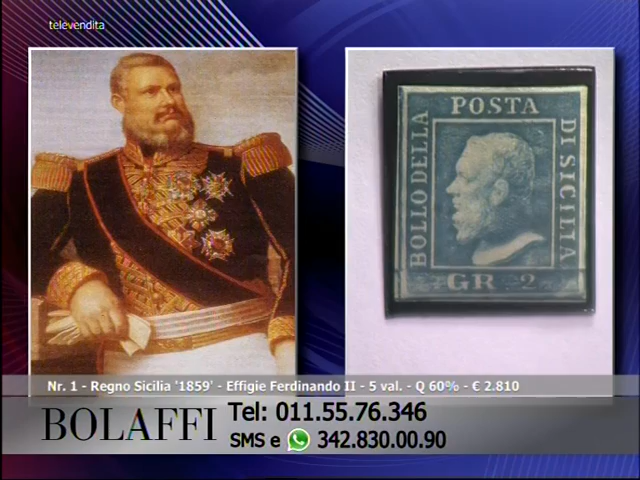 televendita
POSTA
BOLLO DELLA
DI SICILIA
GR 2
Nr. 1 - Regno Sicilia '1859' - Effigie Ferdinando II - 5 val. - Q 60% - € 2.810
BOLAFFI
Tel: 011.55.76.346
SMS e 342.830.00.90